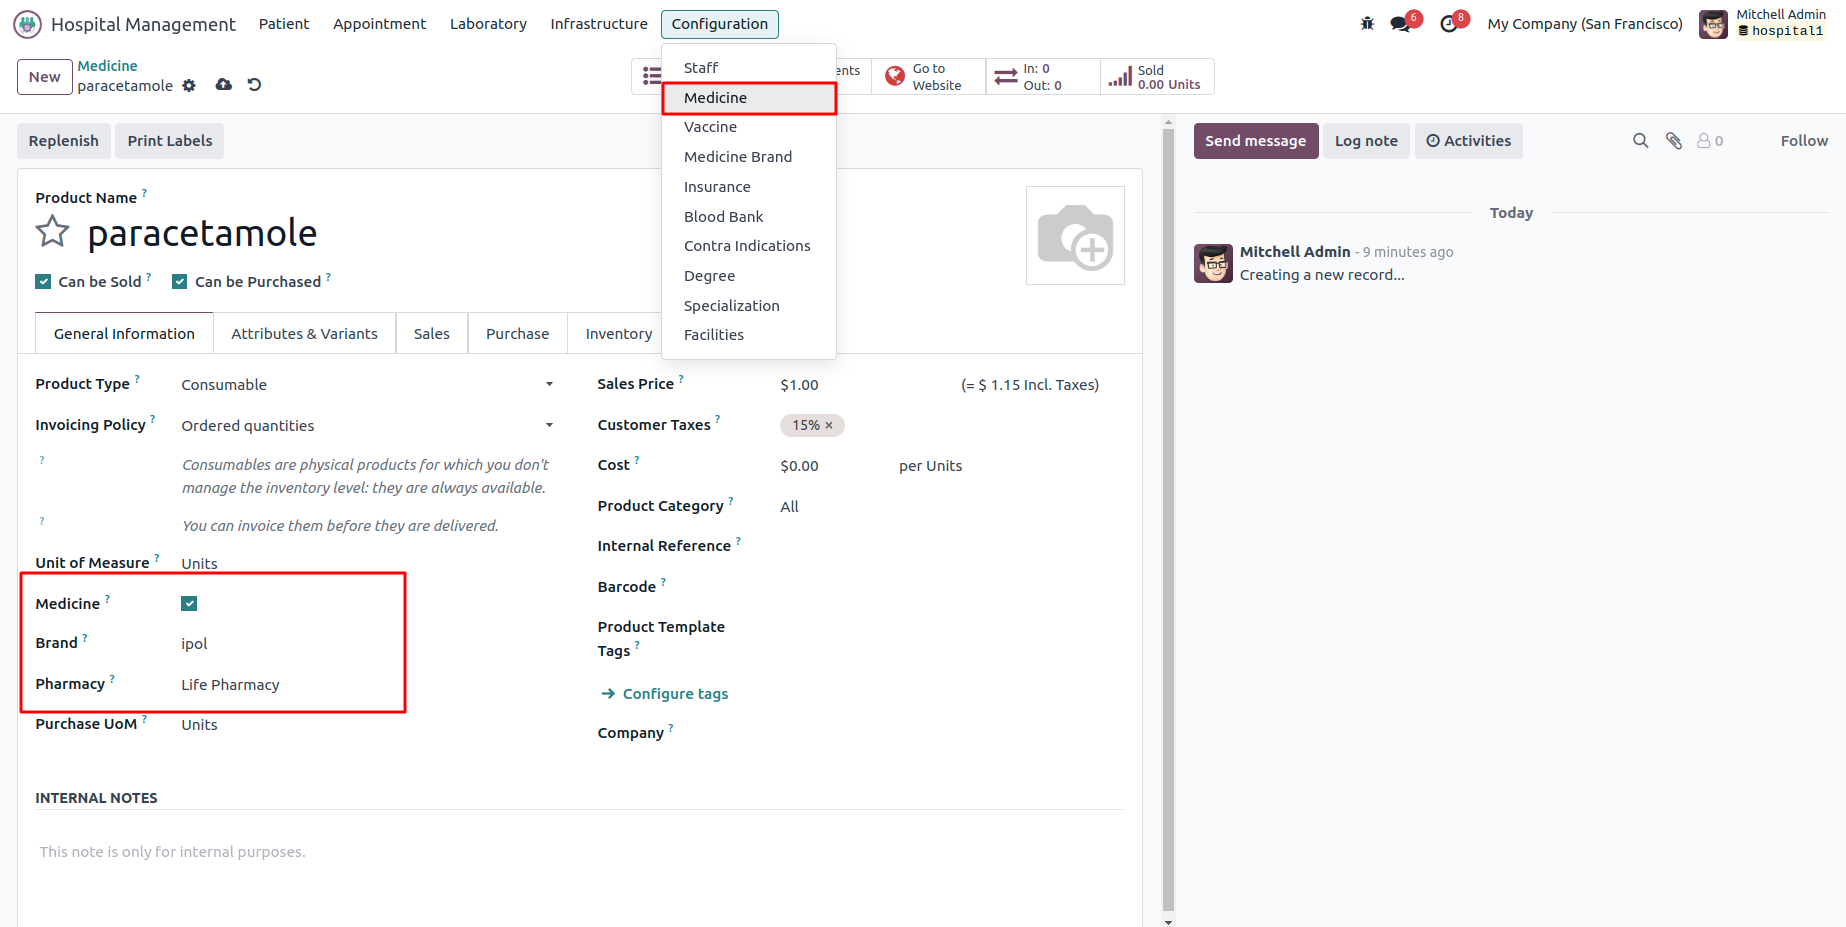 Hospital Management Patient Appointment Laboratory Infrastructure Configuration 6 8 My Company (San Francisco) Mitchell Admin
hospital1
New Medicine
paracetamole
Staff
Medicine
Vaccine
Medicine Brand
Insurance
Blood Bank
Contra Indications
Degree
Specialization
Facilities
Go to
Website
In: 0
Out: 0
Sold
0.00 Units
Replenish Print Labels
Send message Log note Activities 0 Follow
Product Name ?
paracetamole
Can be Sold ? Can be Purchased ?
General Information Attributes & Variants Sales Purchase Inventory
Product Type ? Consumable
Invoicing Policy ? Ordered quantities
? Consumables are physical products for which you don't
manage the inventory level: they are always available.
? You can invoice them before they are delivered.
Unit of Measure ? Units
Medicine ?
Brand ? ipol
Pharmacy ? Life Pharmacy
Purchase UoM ? Units
Sales Price ? $1.00 (= $ 1.15 Incl. Taxes)
Customer Taxes ? 15% ×
Cost ? $0.00 per Units
Product Category ? All
Internal Reference ?
Barcode ?
Product Template
Tags ?
Configure tags
Company ?
INTERNAL NOTES
This note is only for internal purposes.
Today
Mitchell Admin - 9 minutes ago
Creating a new record...